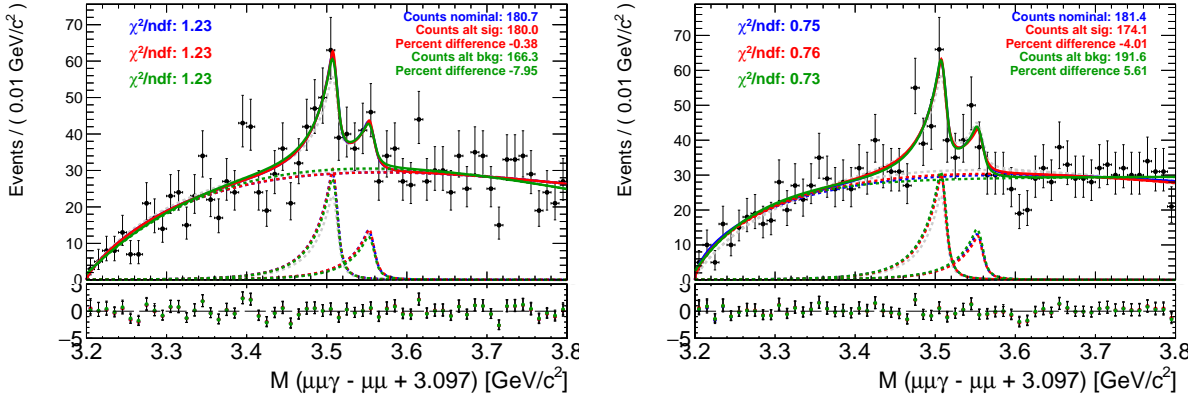 χ²/ndf: 1.23
χ²/ndf: 1.23
χ²/ndf: 1.23
Counts nominal: 180.7
Counts alt sig: 180.0
Percent difference -0.38
Counts alt bkg: 166.3
Percent difference -7.95
Events / ( 0.01 GeV/c² )
70
60
50
40
30
20
10
0
5
0
−5
3.2
3.3
3.4
3.5
3.6
3.7
3.8
M (μμγ - μμ + 3.097) [GeV/c²]
χ²/ndf: 0.75
χ²/ndf: 0.76
χ²/ndf: 0.73
Counts nominal: 181.4
Counts alt sig: 174.1
Percent difference -4.01
Counts alt bkg: 191.6
Percent difference 5.61
Events / ( 0.01 GeV/c² )
70
60
50
40
30
20
10
0
5
0
−5
3.2
3.3
3.4
3.5
3.6
3.7
3.8
M (μμγ - μμ + 3.097) [GeV/c²]